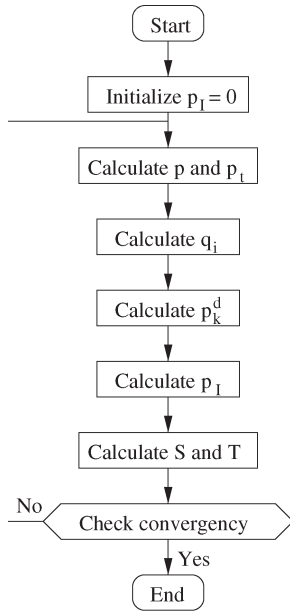 Start
Initialize p_I = 0
Calculate p and p_t
Calculate q_i
Calculate p_k^d
Calculate p_I
Calculate S and T
No
Check convergency
Yes
End